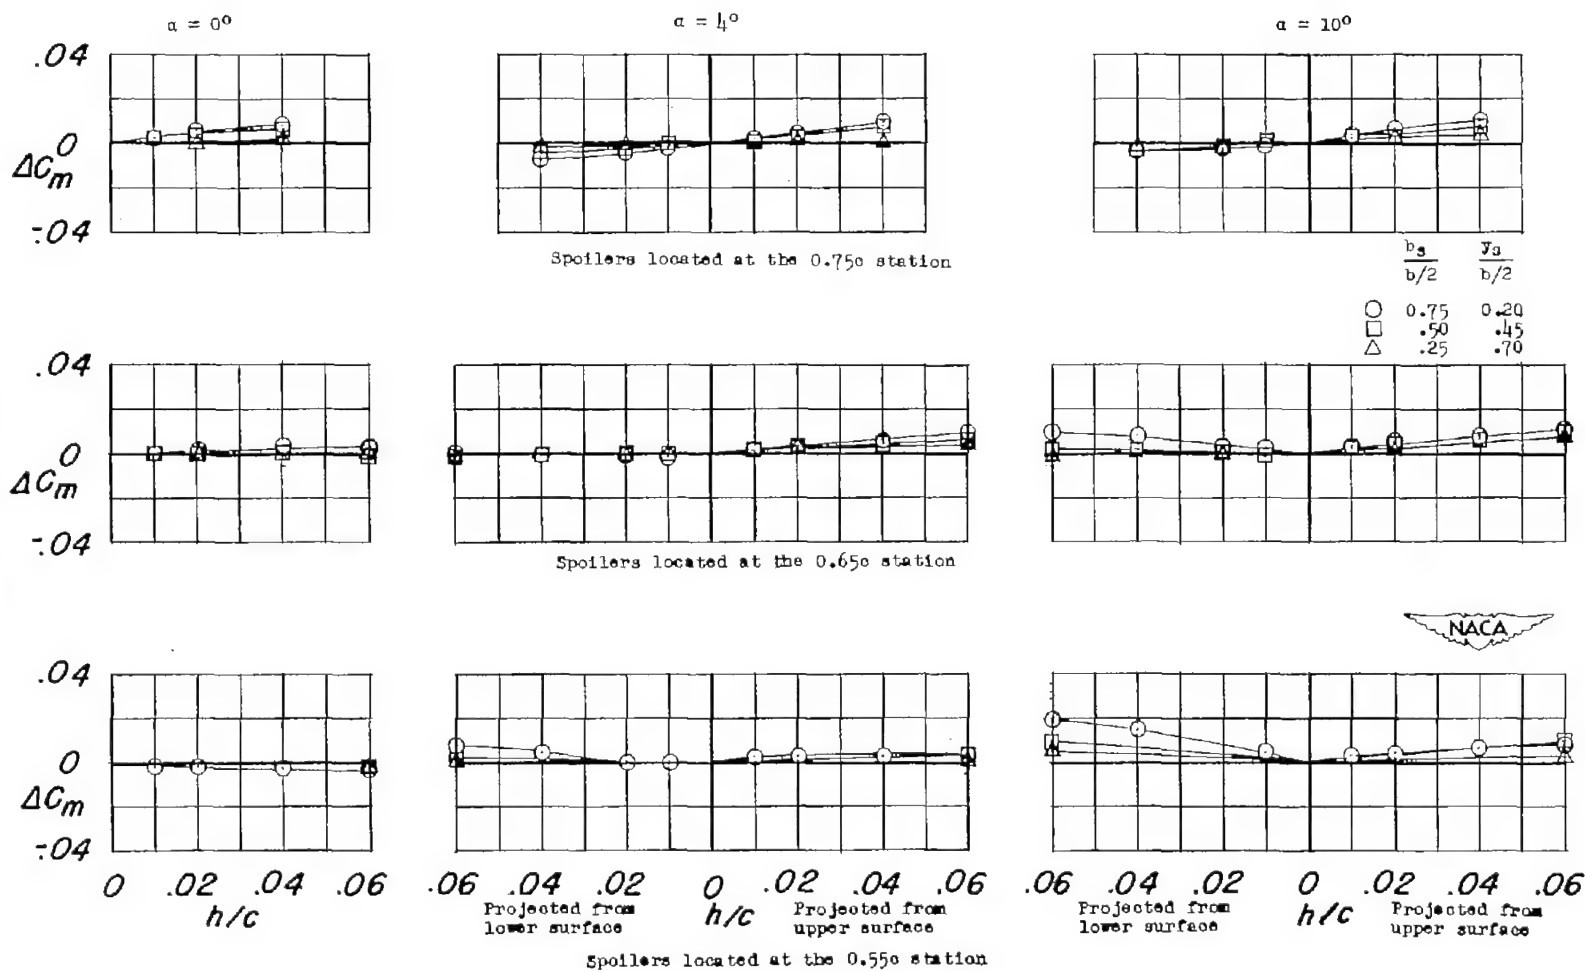 α = 0°
α = 4°
α = 10°
.04
0
ΔCm
-.04
Spoilers located at the 0.75c station
bs/b/2 ys/b/2
○ 0.75 0.20
□ .50 .45
△ .25 .70
.04
0
ΔCm
-.04
Spoilers located at the 0.65c station
NACA
.04
0
ΔCm
-.04
0 .02 .04 .06
h/c
.06 .04 .02 0 .02 .04 .06
Projected from
lower surface
h/c
Projected from
upper surface
.06 .04 .02 0 .02 .04 .06
Projected from
lower surface
h/c
Projected from
upper surface
Spoilers located at the 0.55c station